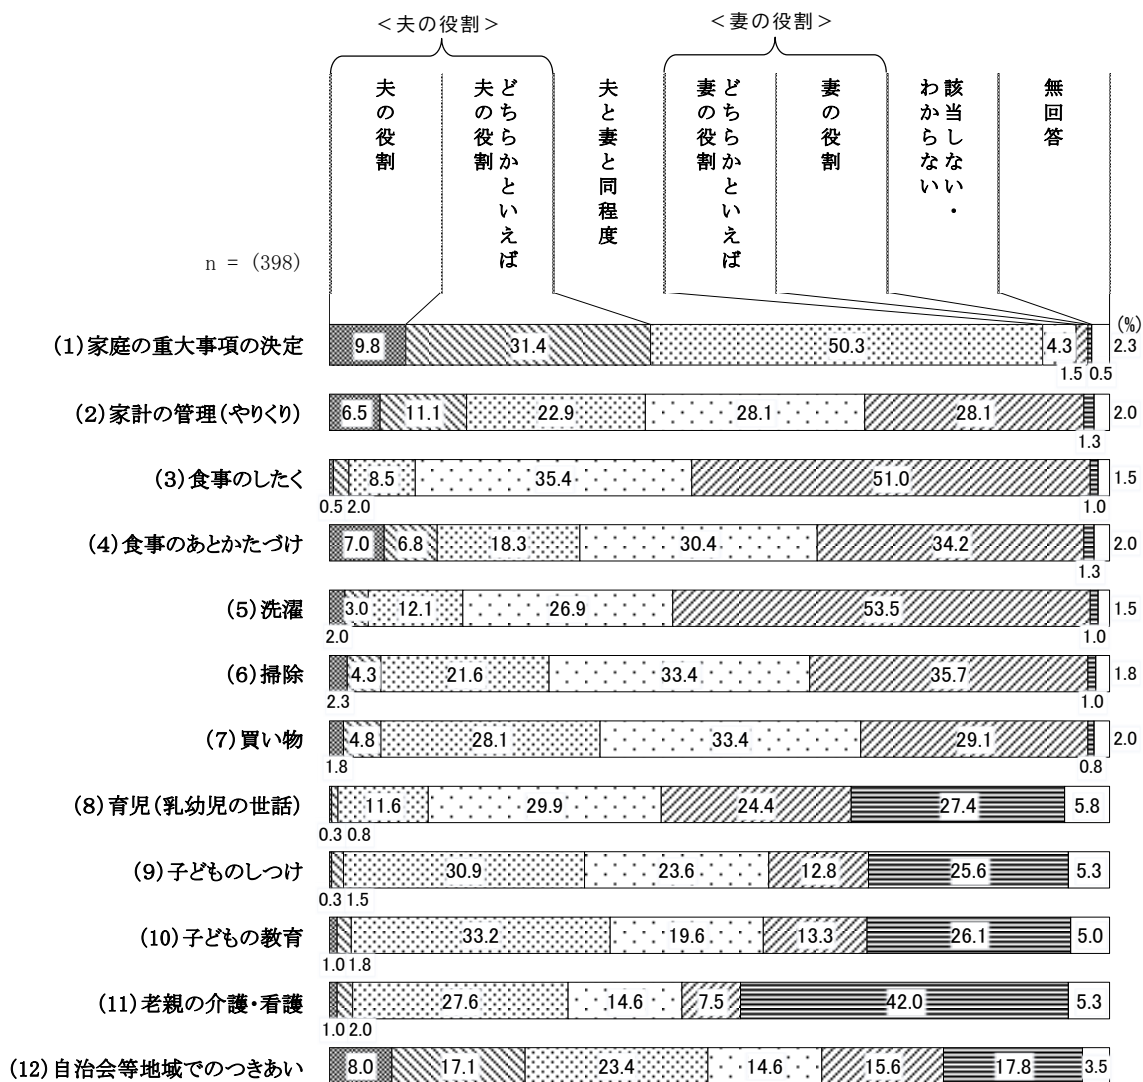 ＜夫の役割＞ ＜妻の役割＞
夫の役割
どちらかといえば
夫の役割
夫と妻と同程度
どちらかといえば
妻の役割
妻の役割
該当しない・
わからない
無回答
n = (398)
(%)
(1)家庭の重大事項の決定 9.8 31.4 50.3 4.3 2.3
1.5 0.5
(2)家計の管理(やりくり) 6.5 11.1 22.9 28.1 28.1 2.0
1.3
(3)食事のしたく 8.5 35.4 51.0 1.5
0.5 2.0 1.0
(4)食事のあとかたづけ 7.0 6.8 18.3 30.4 34.2 2.0
1.3
(5)洗濯 3.0 12.1 26.9 53.5 1.5
2.0 1.0
(6)掃除 4.3 21.6 33.4 35.7 1.8
2.3 1.0
(7)買い物 4.8 28.1 33.4 29.1 2.0
1.8 0.8
(8)育児(乳幼児の世話) 11.6 29.9 24.4 27.4 5.8
0.3 0.8
(9)子どものしつけ 30.9 23.6 12.8 25.6 5.3
0.3 1.5
(10)子どもの教育 33.2 19.6 13.3 26.1 5.0
1.0 1.8
(11)老親の介護・看護 27.6 14.6 7.5 42.0 5.3
1.0 2.0
(12)自治会等地域でのつきあい 8.0 17.1 23.4 14.6 15.6 17.8 3.5